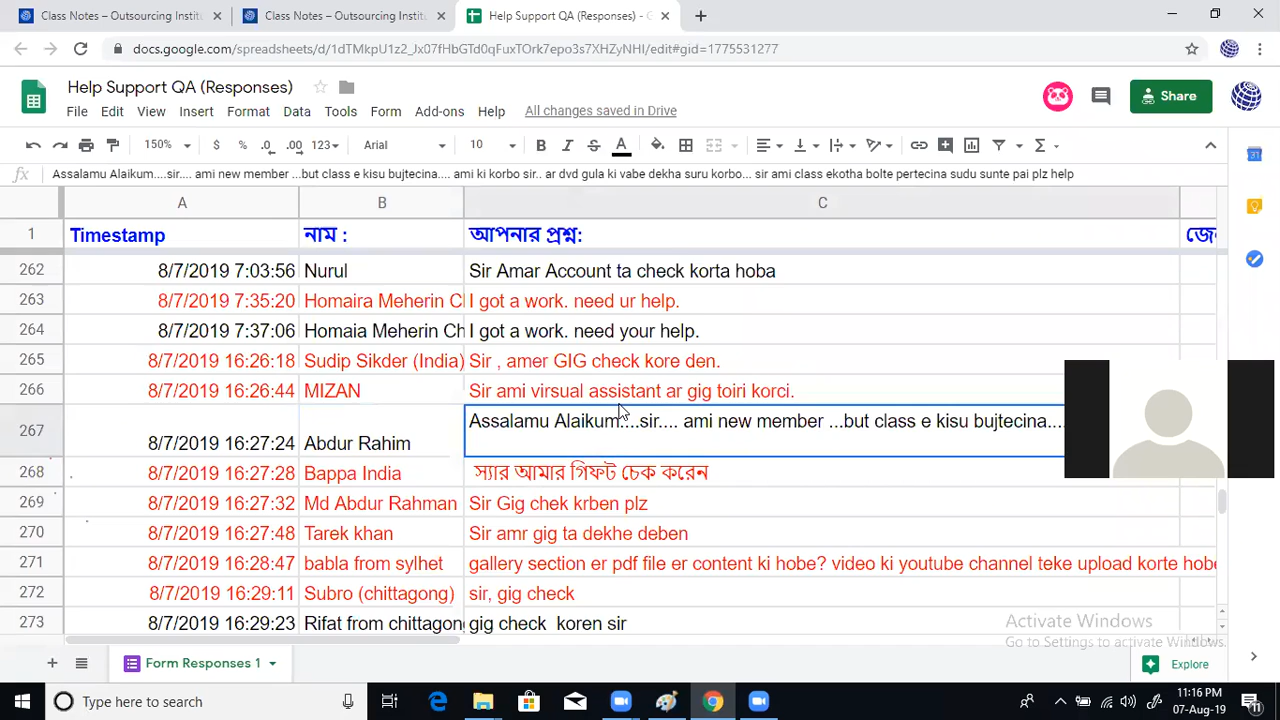 Class Notes – Outsourcing Institu
Class Notes – Outsourcing Institu
Help Support QA (Responses) - G
docs.google.com/spreadsheets/d/1dTMkpU1z2_Jx07fHbGTd0qFuxTOrk7epo3s7XHZyNHI/edit#gid=1775531277
Help Support QA (Responses)
File Edit View Insert Format Data Tools Form Add-ons Help All changes saved in Drive
Share
150% $ % .0 .00 123 Arial 10 B I S A
fx Assalamu Alaikum....sir.... ami new member ...but class e kisu bujtecina.... ami ki korbo sir.. ar dvd gula ki vabe dekha suru korbo... sir ami class ekotha bolte pertecina sudu sunte pai plz help
A B C
1 Timestamp নাম : আপনার প্রশ্ন: জে
262 8/7/2019 7:03:56 Nurul Sir Amar Account ta check korta hoba
263 8/7/2019 7:35:20 Homaira Meherin Cl I got a work. need ur help.
264 8/7/2019 7:37:06 Homaia Meherin Ch I got a work. need your help.
265 8/7/2019 16:26:18 Sudip Sikder (India) Sir , amer GIG check kore den.
266 8/7/2019 16:26:44 MIZAN Sir ami virsual assistant ar gig toiri korci.
267 8/7/2019 16:27:24 Abdur Rahim Assalamu Alaikum....sir.... ami new member ...but class e kisu bujtecina....
268 8/7/2019 16:27:28 Bappa India স্যার আমার গিফট চেক করেন
269 8/7/2019 16:27:32 Md Abdur Rahman Sir Gig chek krben plz
270 8/7/2019 16:27:48 Tarek khan Sir amr gig ta dekhe deben
271 8/7/2019 16:28:47 babla from sylhet gallery section er pdf file er content ki hobe? video ki youtube channel teke upload korte hobe
272 8/7/2019 16:29:11 Subro (chittagong) sir, gig check
273 8/7/2019 16:29:23 Rifat from chittagong gig check koren sir
Activate Windows
Go to Settings to activate Windows.
Form Responses 1
Explore
Type here to search
11:16 PM
07-Aug-19
11